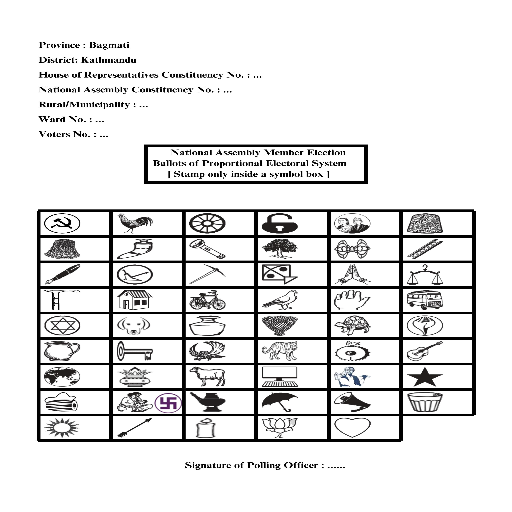 Province : Bagmati
District: Kathmandu
House of Representatives Constituency No. : ...
National Assembly Constituency No. : ...
Rural/Municipality : ...
Ward No. : ...
Voters No. : ...
National Assembly Member Election
Ballots of Proportional Electoral System
[ Stamp only inside a symbol box ]
Signature of Polling Officer : ......